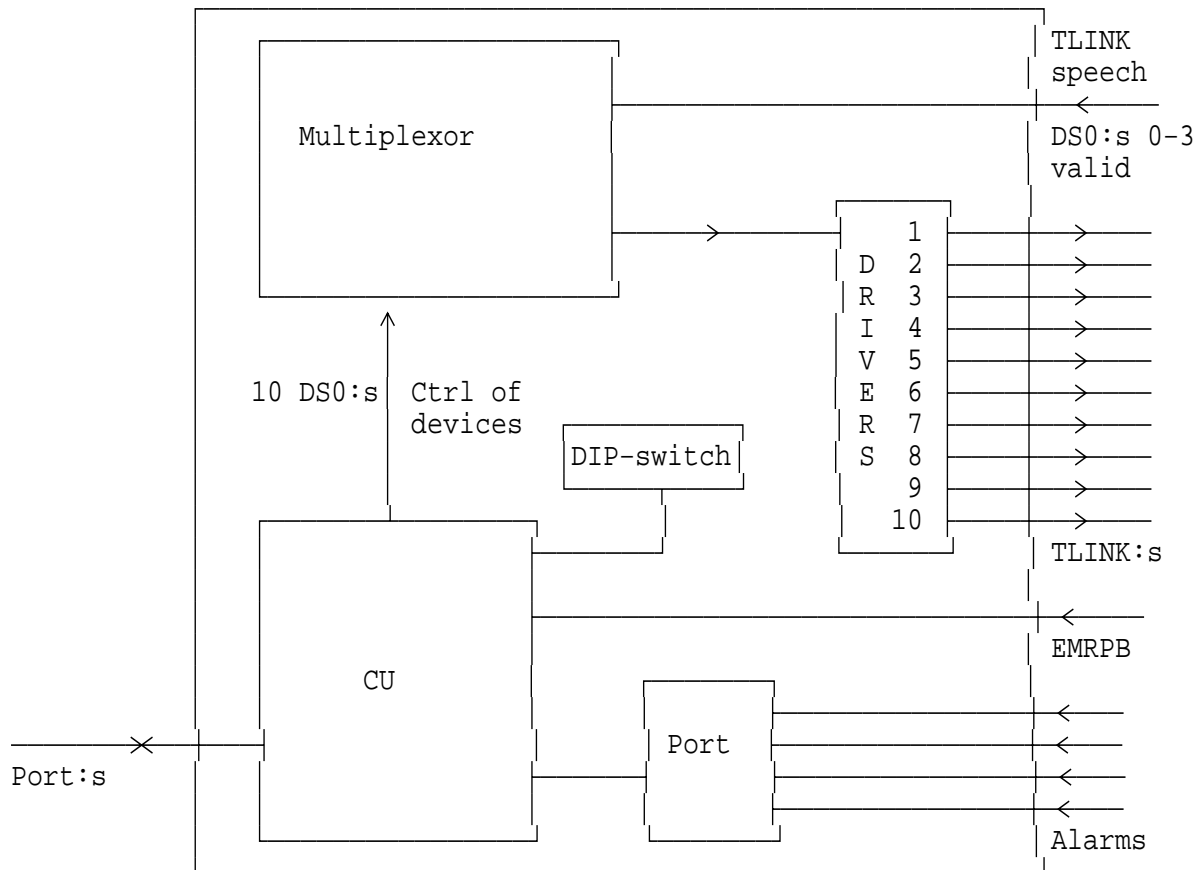 TLINK
speech
Multiplexor
DS0:s 0-3
valid
1
D 2
R 3
I 4
V 5
10 DS0:s Ctrl of
E 6
devices
R 7
DIP-switch
S 8
9
10
TLINK:s
EMRPB
CU
Port
Port:s
Alarms